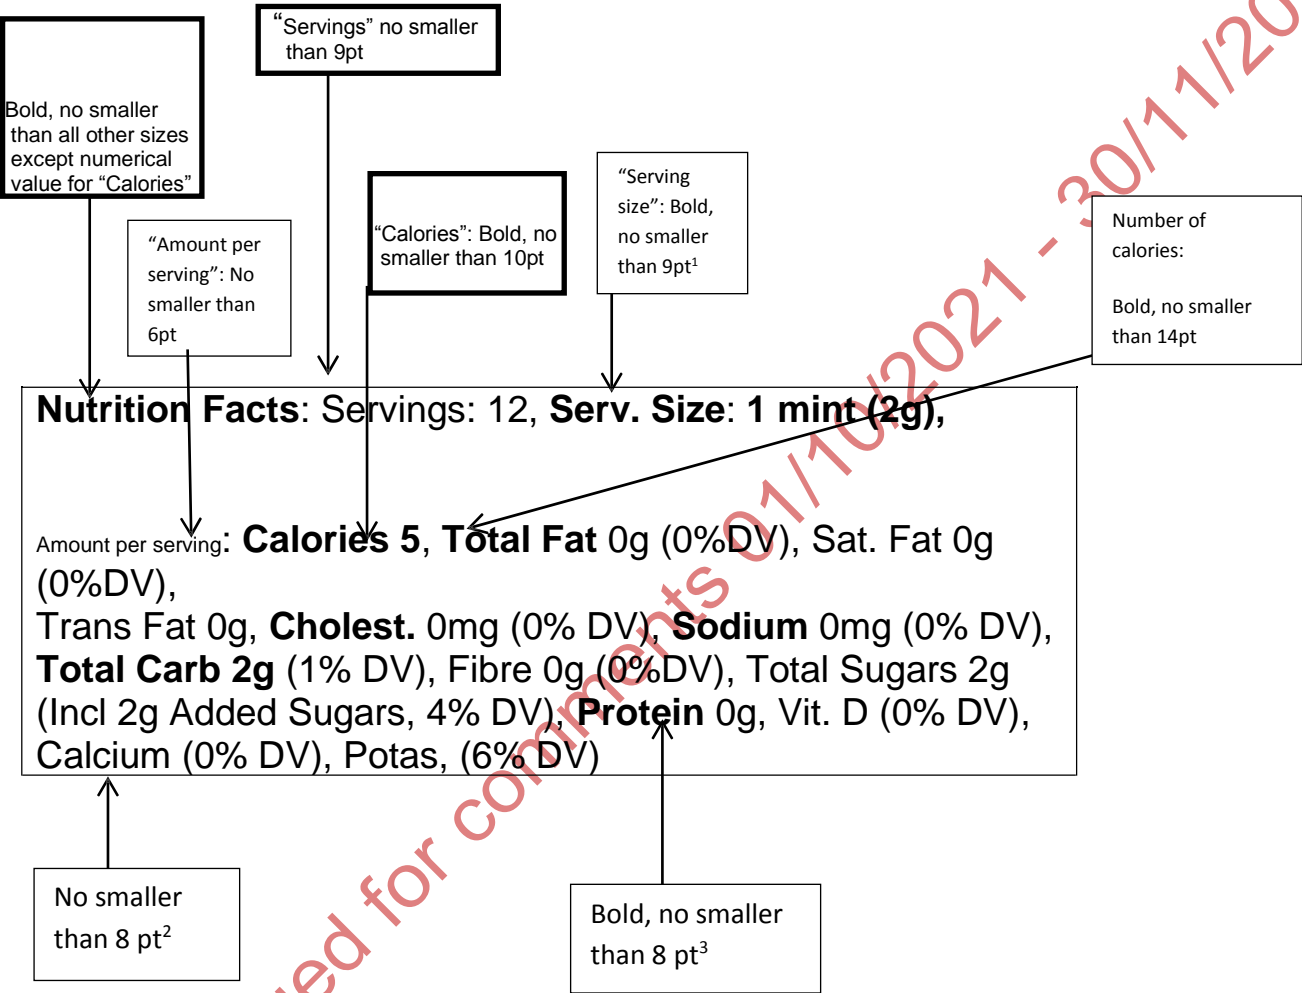 “Servings” no smaller
than 9pt
Bold, no smaller
than all other sizes
except numerical
value for “Calories”
“Amount per
serving”: No
smaller than
6pt
“Calories”: Bold, no
smaller than 10pt
“Serving
size”: Bold,
no smaller
than 9pt¹
Number of
calories:
Bold, no smaller
than 14pt
Nutrition Facts: Servings: 12, Serv. Size: 1 mint (2g),
Amount per serving: Calories 5, Total Fat 0g (0%DV), Sat. Fat 0g
(0%DV),
Trans Fat 0g, Cholest. 0mg (0% DV), Sodium 0mg (0% DV),
Total Carb 2g (1% DV), Fibre 0g (0%DV), Total Sugars 2g
(Incl 2g Added Sugars, 4% DV), Protein 0g, Vit. D (0% DV),
Calcium (0% DV), Potas, (6% DV)
No smaller
than 8 pt²
Bold, no smaller
than 8 pt³
for comments 01/10/2021 - 30/11/20